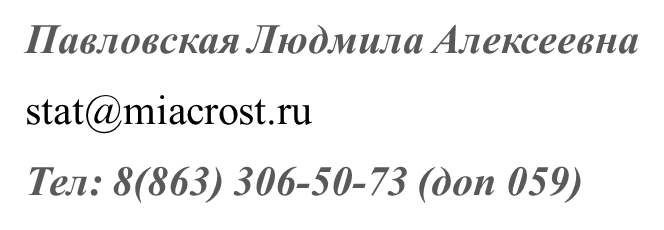 Павловская Людмила Алексеевна
stat@miacrost.ru
Тел: 8(863) 306-50-73 (доп 059)